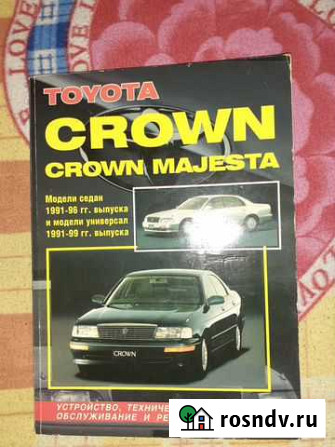 TOYOTA
CROWN
CROWN MAJESTA
Модели седан
1991-96 гг. выпуска
и модели универсал
1991-99 гг. выпуска
CROWN
УСТРОЙСТВО, ТЕХНИЧЕ
ОБСЛУЖИВАНИЕ И РЕ
rosndv.ru
LOVE